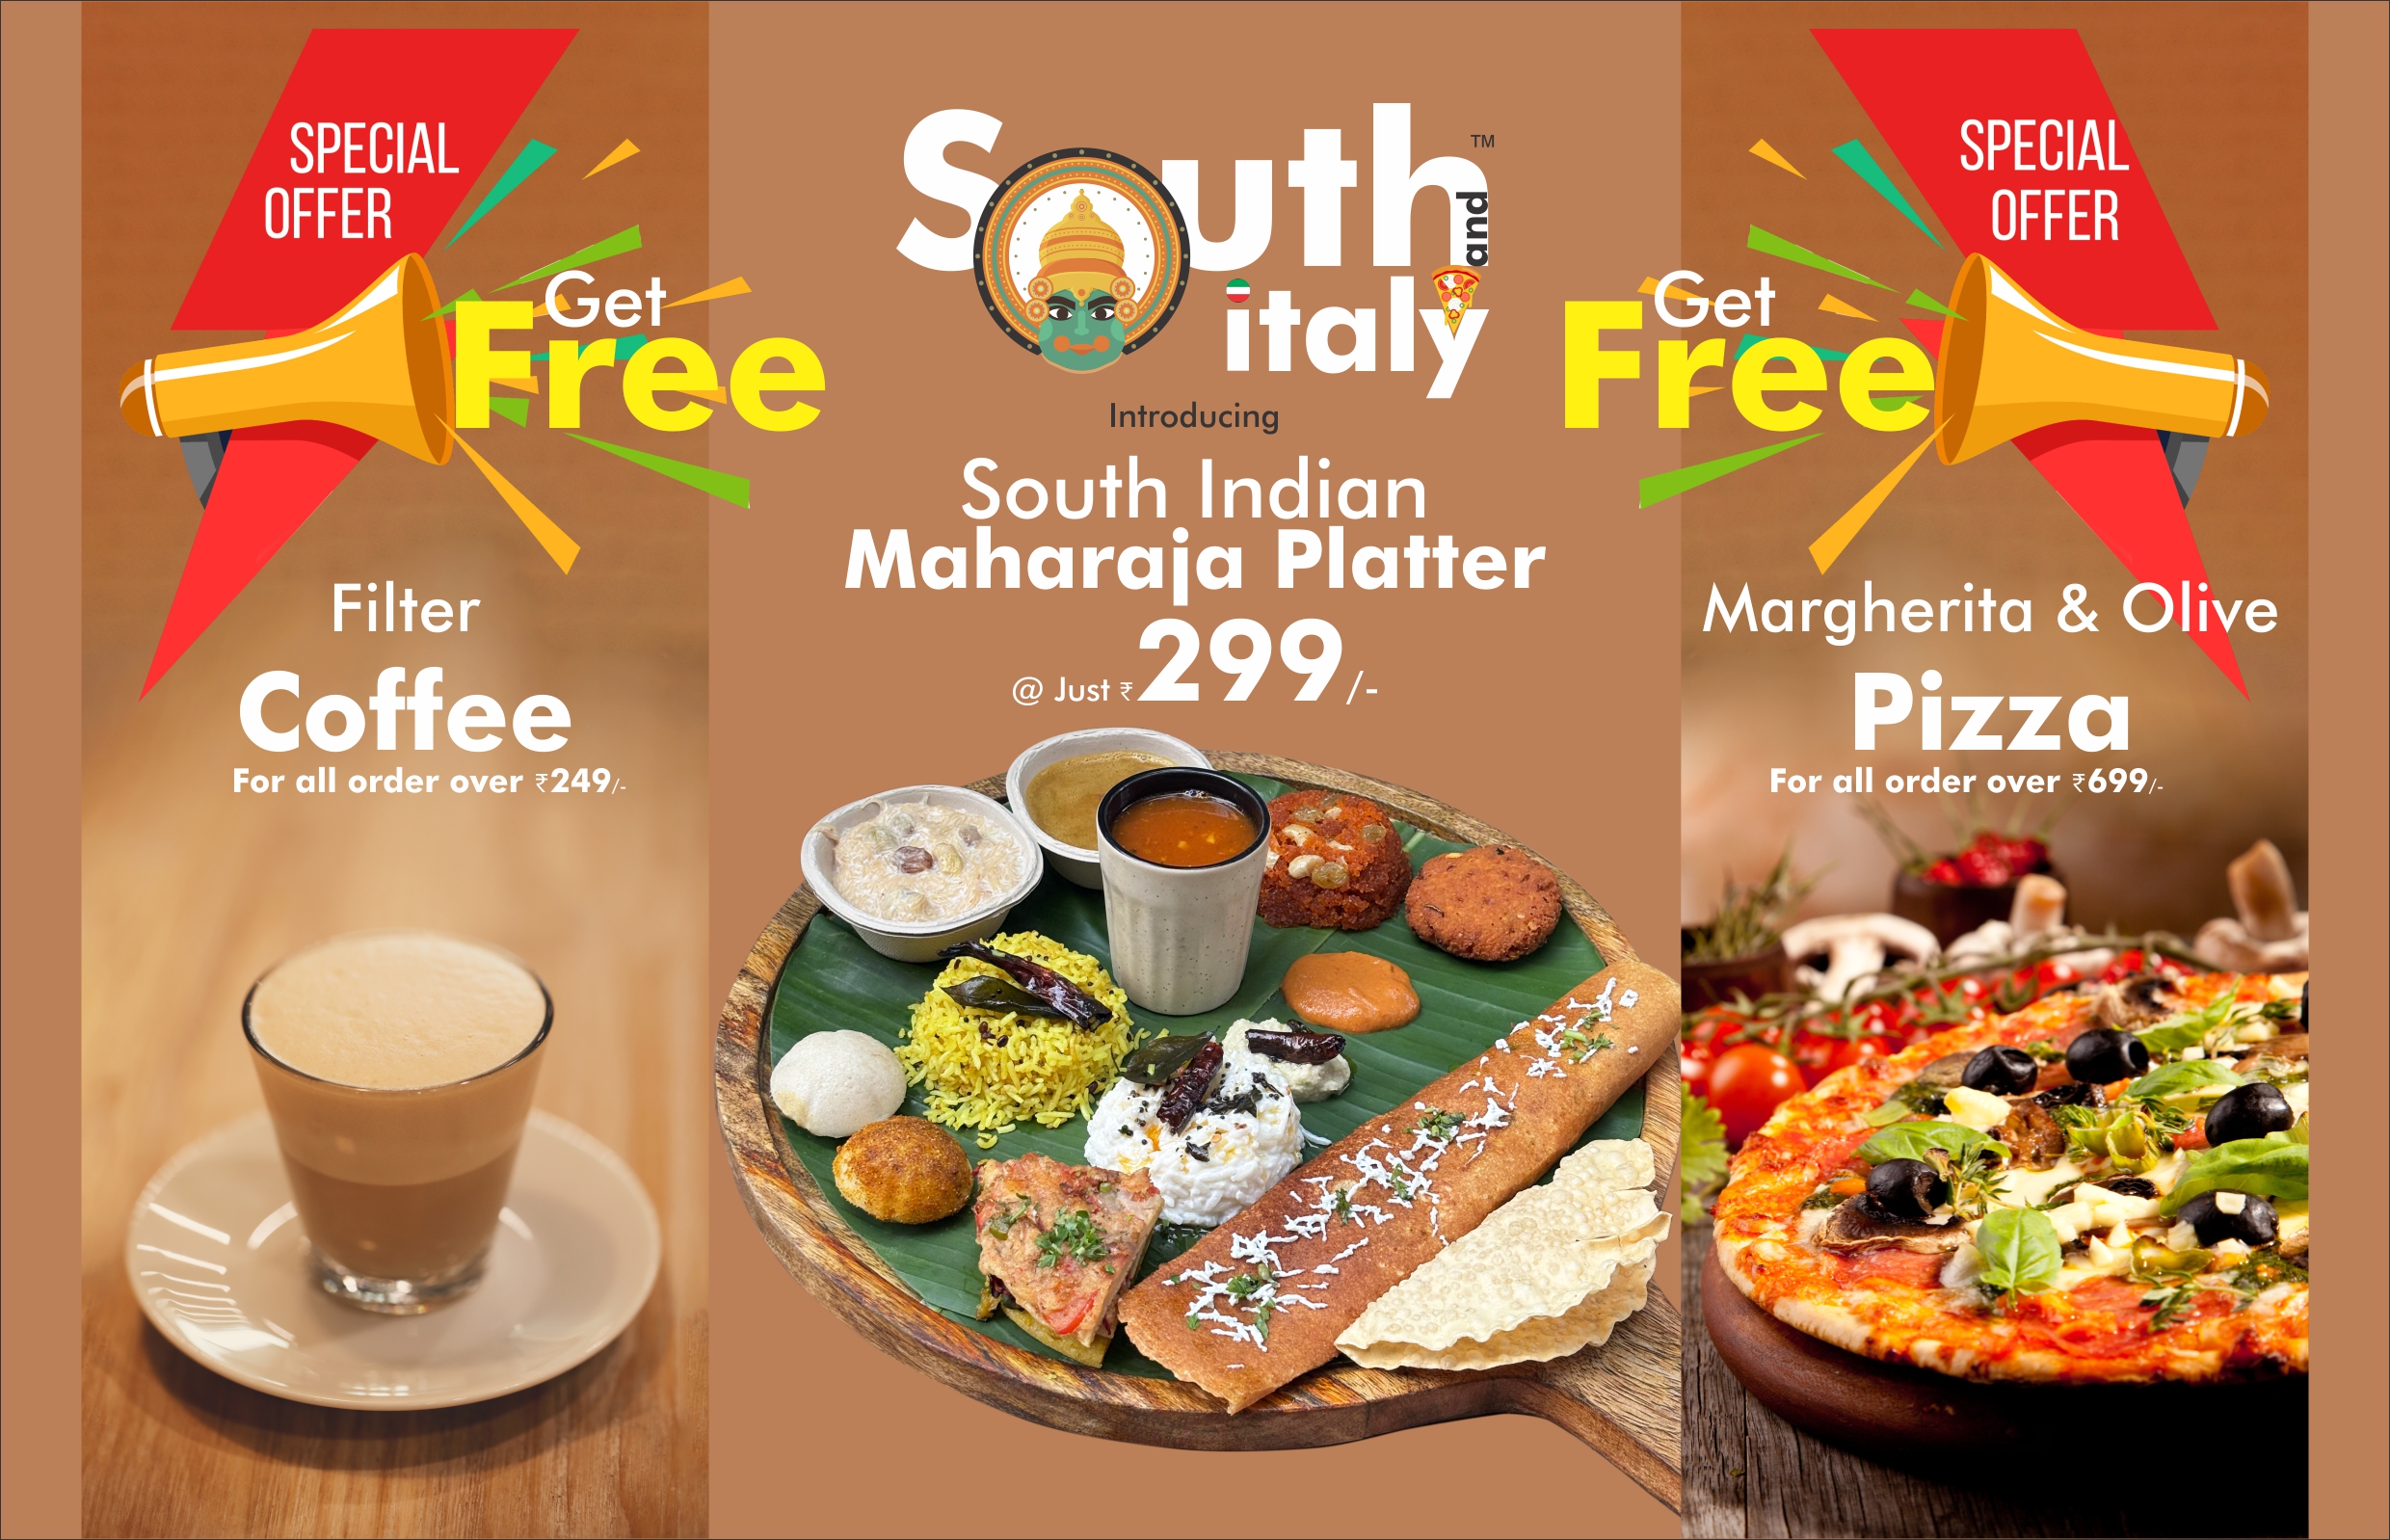 SPECIAL
OFFER
Get
Free
Filter
Coffee
For all order over ₹249/-
South
and
italy
TM
Introducing
South Indian
Maharaja Platter
@ Just ₹299/-
SPECIAL
OFFER
Get
Free
Margherita & Olive
Pizza
For all order over ₹699/-